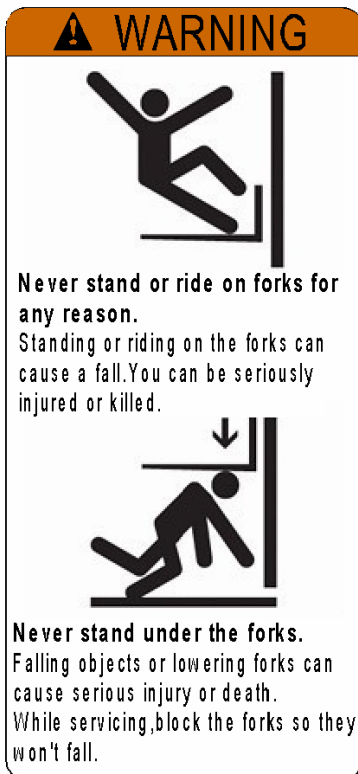 WARNING
Never stand or ride on forks for
any reason.
Standing or riding on the forks can
cause a fall.You can be seriously
injured or killed.
Never stand under the forks.
Falling objects or lowering forks can
cause serious injury or death.
While servicing,block the forks so they
won't fall.